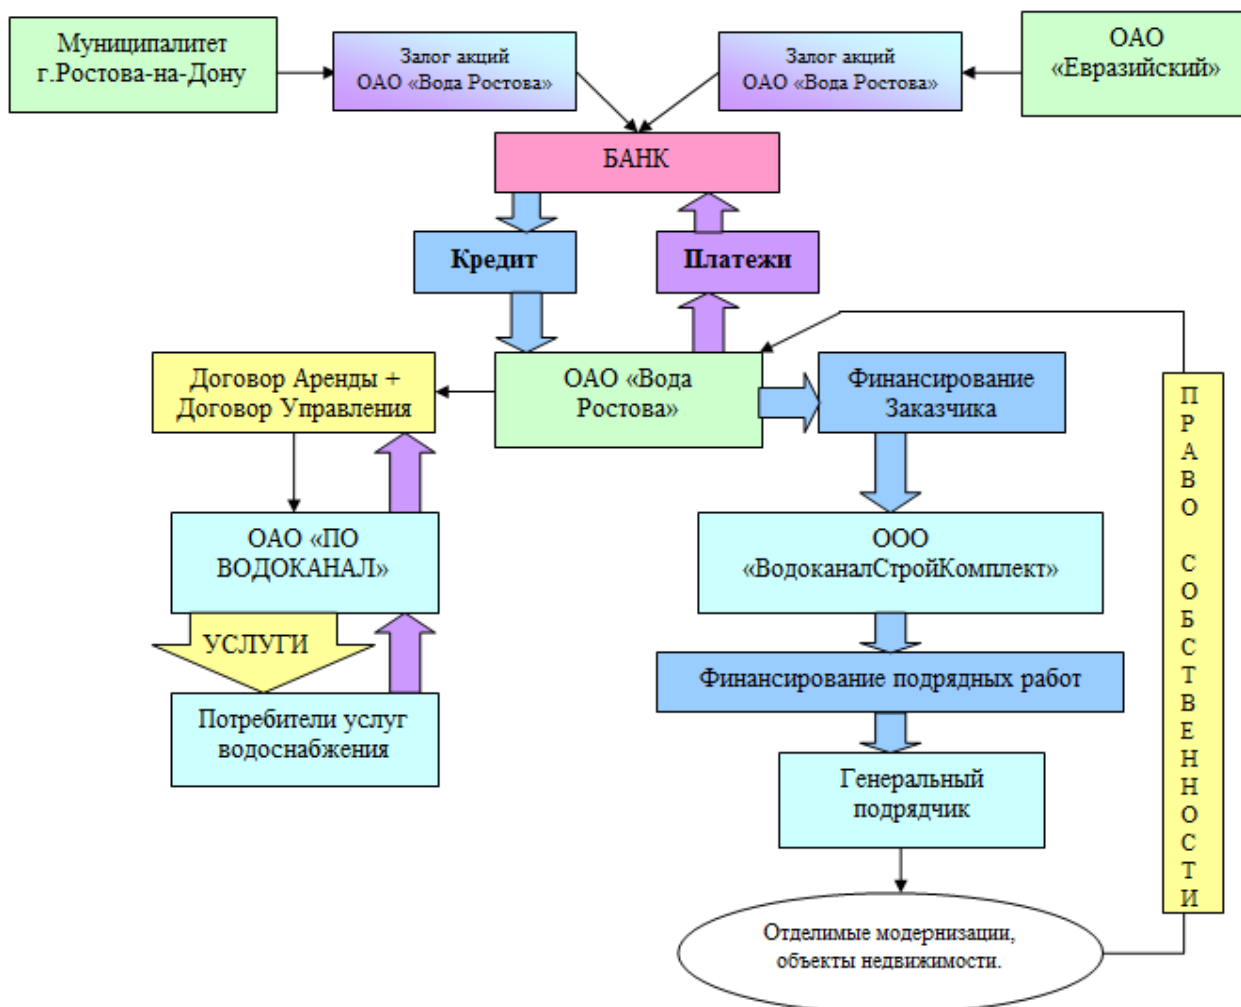 Муниципалитет
г.Ростова-на-Дону
Залог акций
ОАО «Вода Ростова»
Залог акций
ОАО «Вода Ростова»
ОАО
«Евразийский»
БАНК
Кредит
Платежи
Договор Аренды +
Договор Управления
ОАО «Вода
Ростова»
Финансирование
Заказчика
ПРАВО СОБСТВЕННОСТИ
ОАО «ПО
ВОДОКАНАЛ»
ООО
«ВодоканалСтройКомплект»
УСЛУГИ
Финансирование подрядных работ
Потребители услуг
водоснабжения
Генеральный
подрядчик
Отделимые модернизации,
объекты недвижимости.